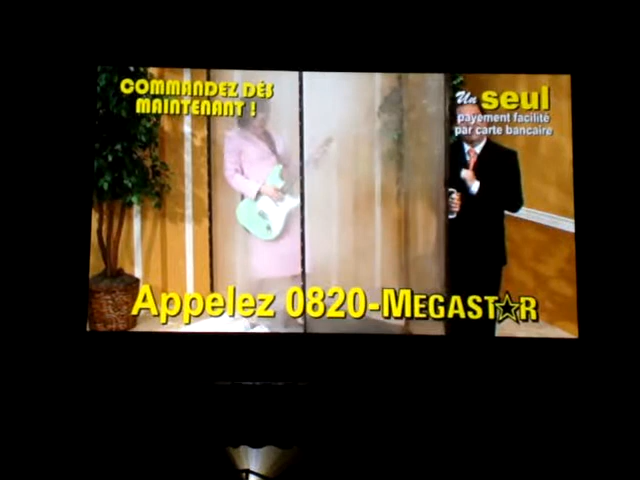 COMMANDEZ DÈS
MAINTENANT !
Un seul
payement facilité
par carte bancaire
Appelez 0820-MEGASTAR